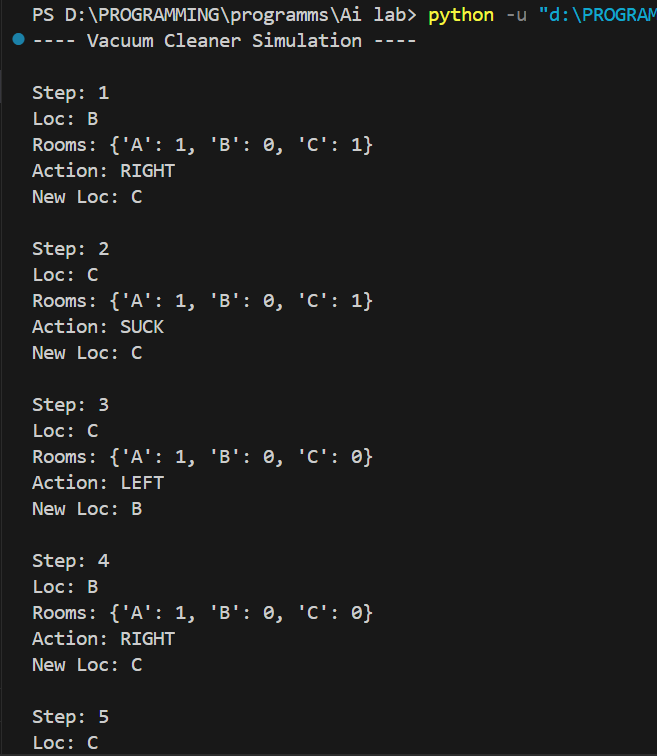 PS D:\PROGRAMMING\programms\Ai lab> python -u "d:\PROGRAM
---- Vacuum Cleaner Simulation ----
Step: 1
Loc: B
Rooms: {'A': 1, 'B': 0, 'C': 1}
Action: RIGHT
New Loc: C
Step: 2
Loc: C
Rooms: {'A': 1, 'B': 0, 'C': 1}
Action: SUCK
New Loc: C
Step: 3
Loc: C
Rooms: {'A': 1, 'B': 0, 'C': 0}
Action: LEFT
New Loc: B
Step: 4
Loc: B
Rooms: {'A': 1, 'B': 0, 'C': 0}
Action: RIGHT
New Loc: C
Step: 5
Loc: C